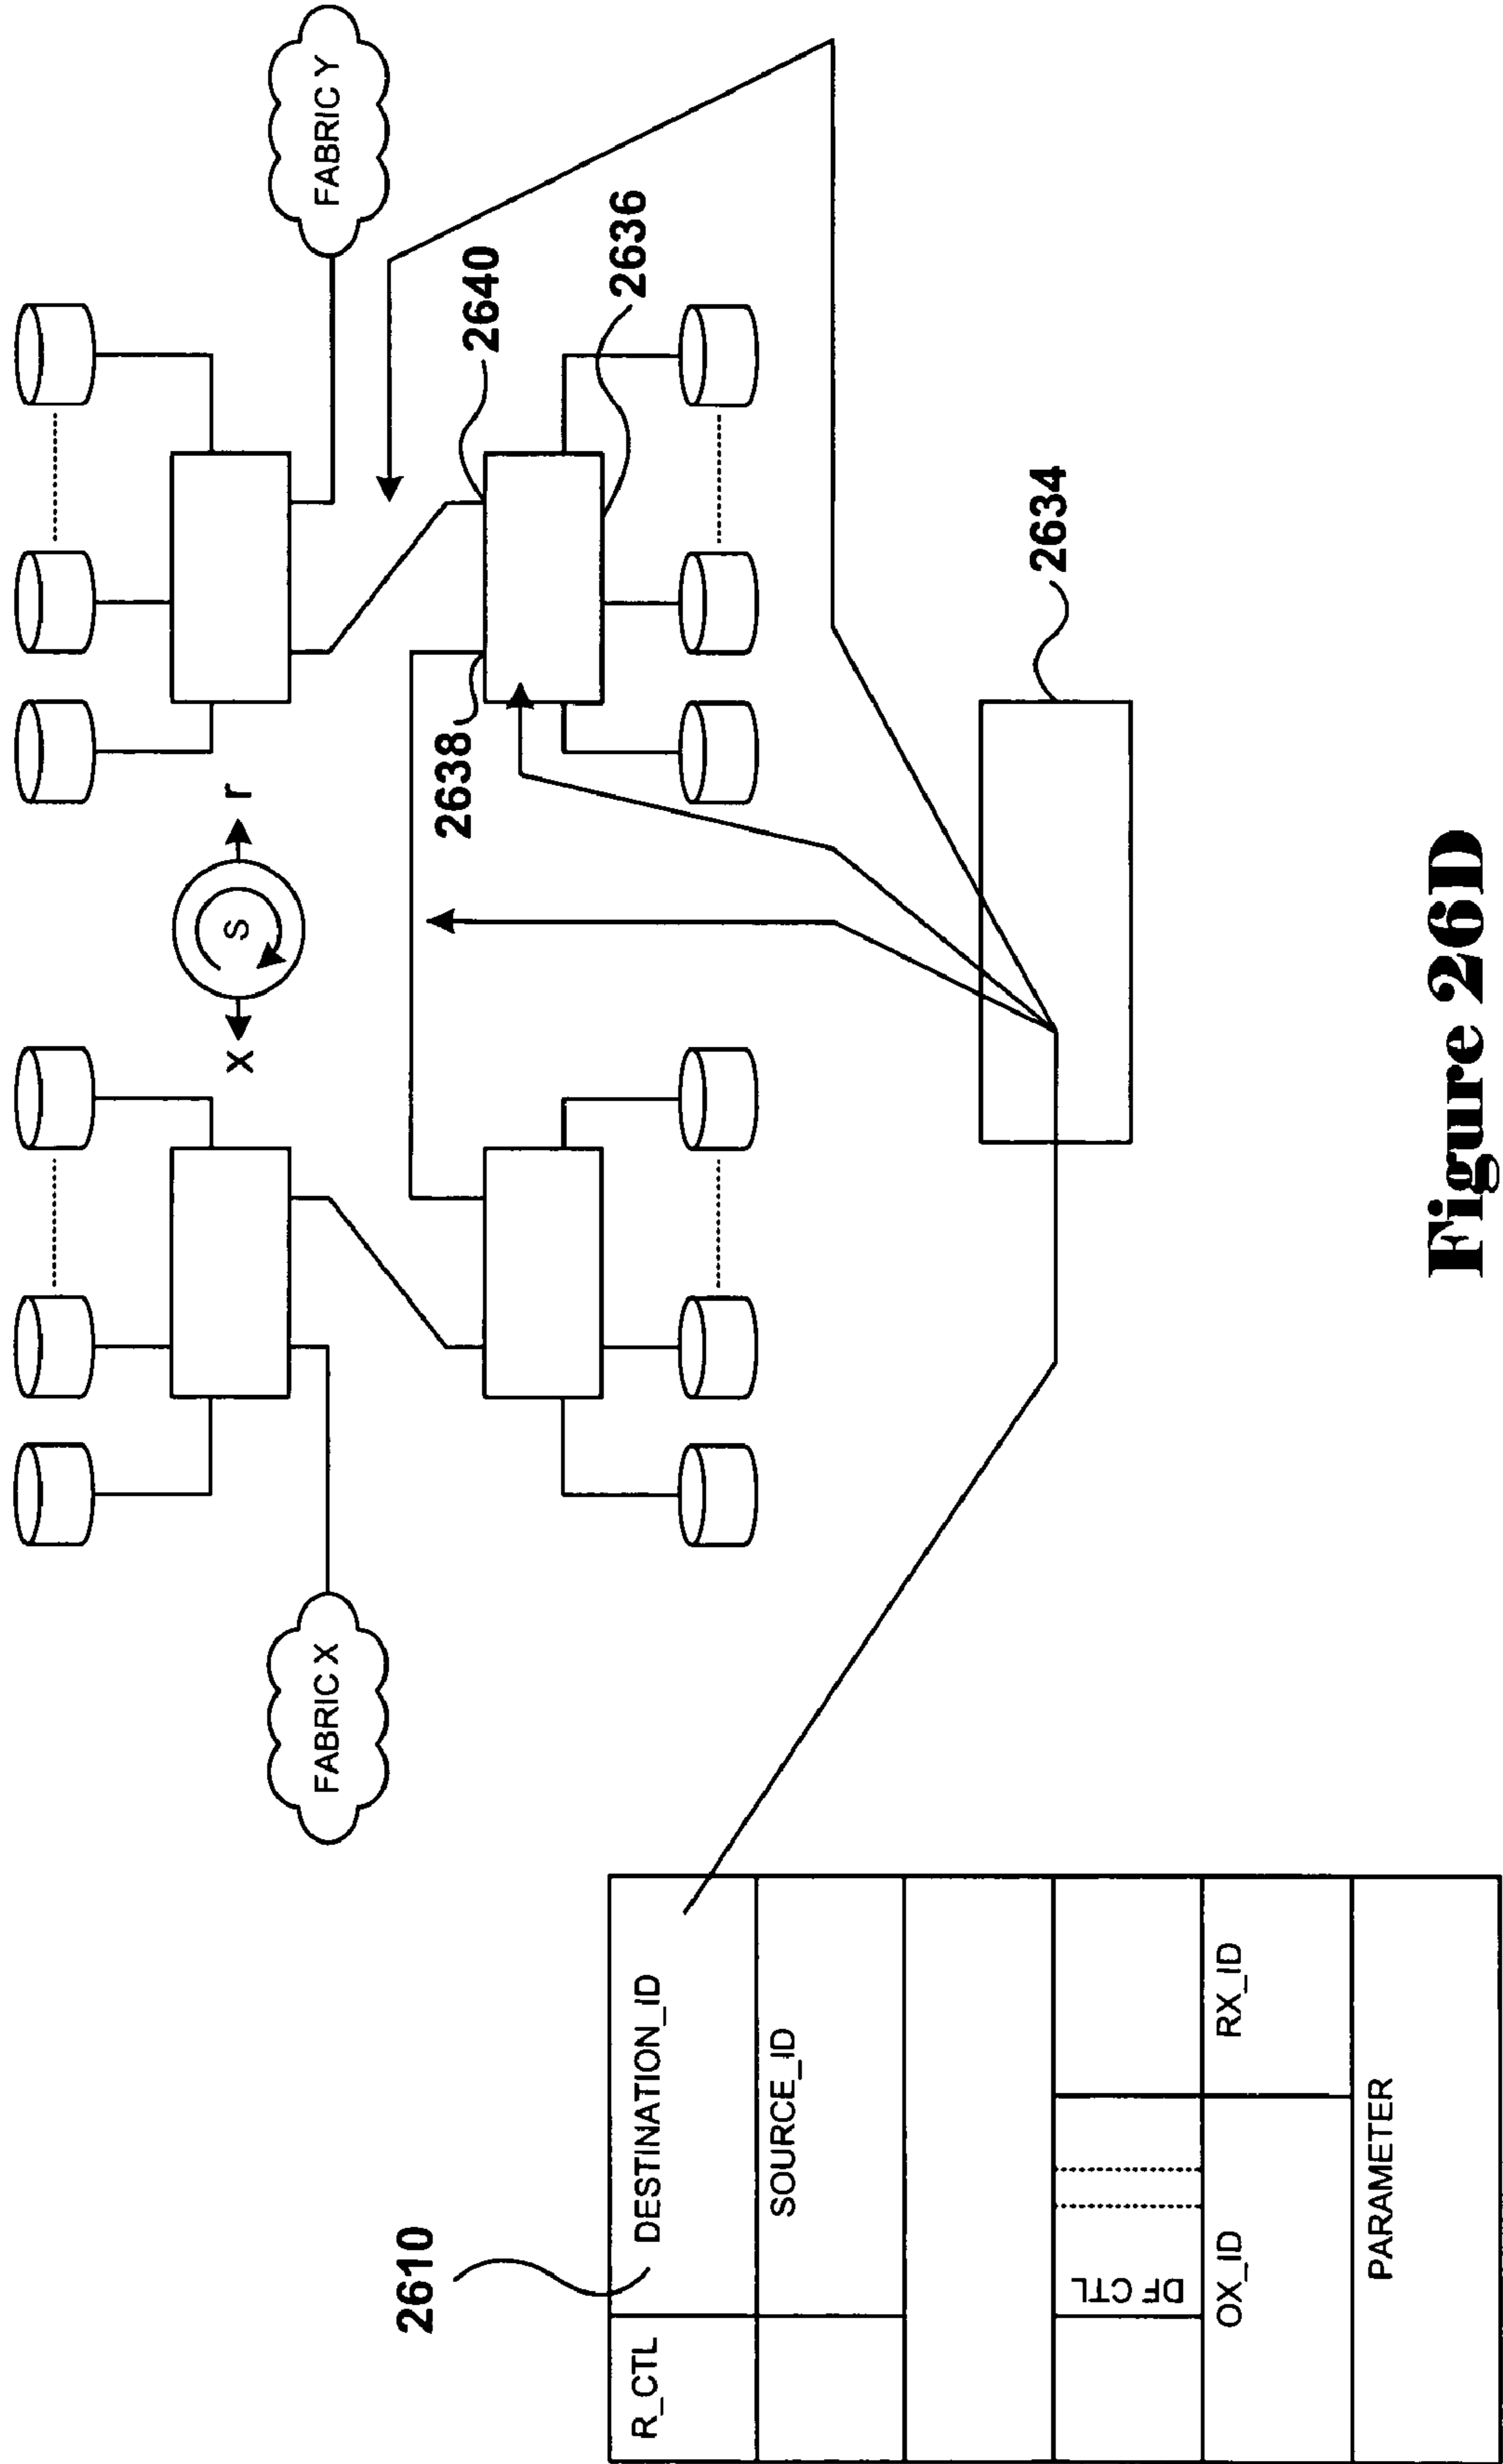 x S r
FABRIC X
FABRIC Y
2610
2638
2640
2636
R_CTL
DESTINATION_ID
SOURCE_ID
2634
DF CTL
OX_ID
RX_ID
PARAMETER
Figure 26D